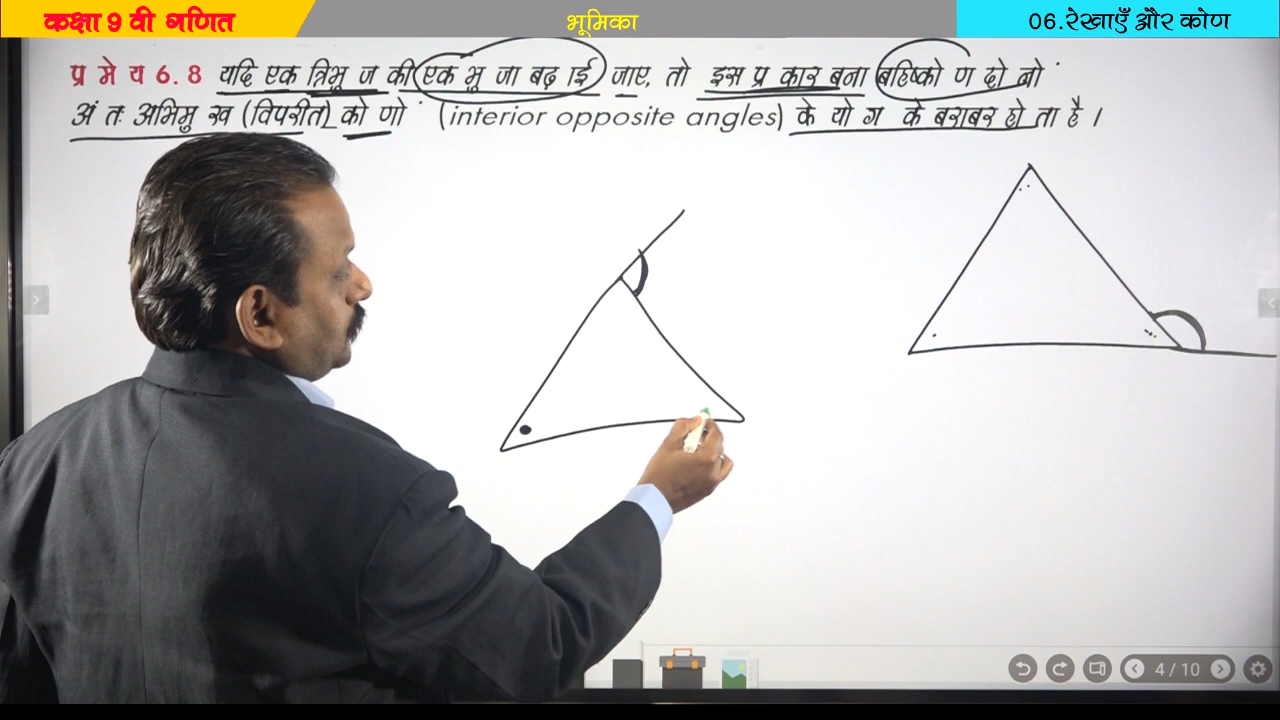 कक्षा 9 वी गणित
भूमिका
06.रेखाएँ और कोण
प्रमेय 6.8 यदि एक त्रिभुज की एक भुजा बढ़ाई जाए, तो इस प्रकार बना बहिष्कोण दोनों
अंतः अभिमुख (विपरीत) कोणों (interior opposite angles) के योग के बराबर होता है।
4 / 10